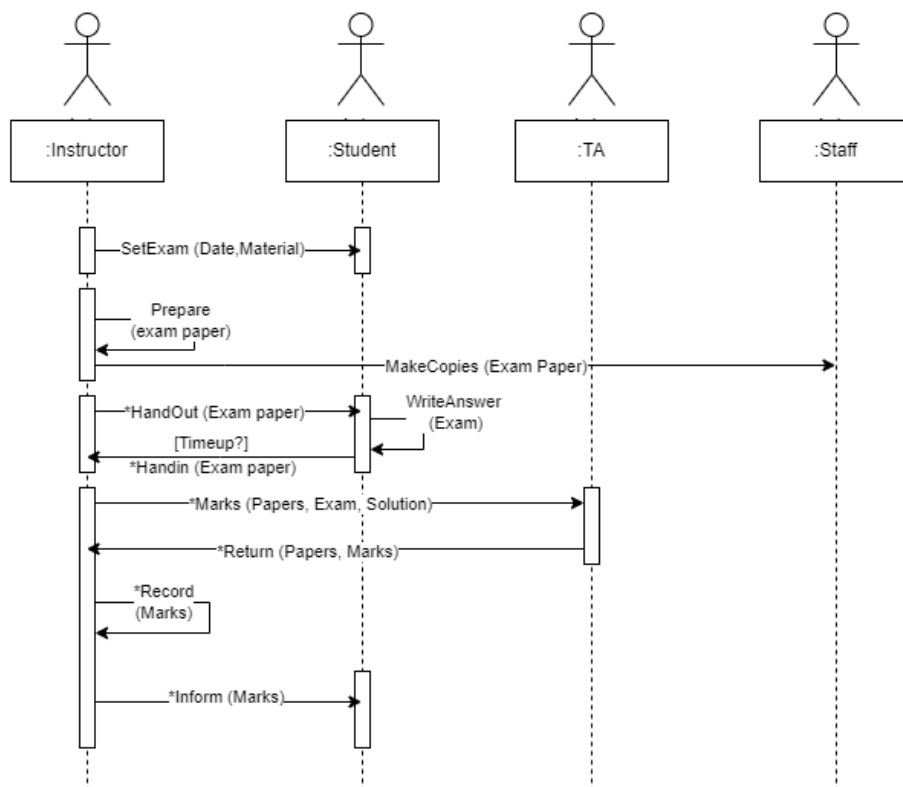 :Instructor
:Student
:TA
:Staff
SetExam (Date,Material)
Prepare
(exam paper)
MakeCopies (Exam Paper)
*HandOut (Exam paper)
WriteAnswer
(Exam)
[Timeup?]
*Handin (Exam paper)
*Marks (Papers, Exam, Solution)
*Return (Papers, Marks)
*Record
(Marks)
*Inform (Marks)